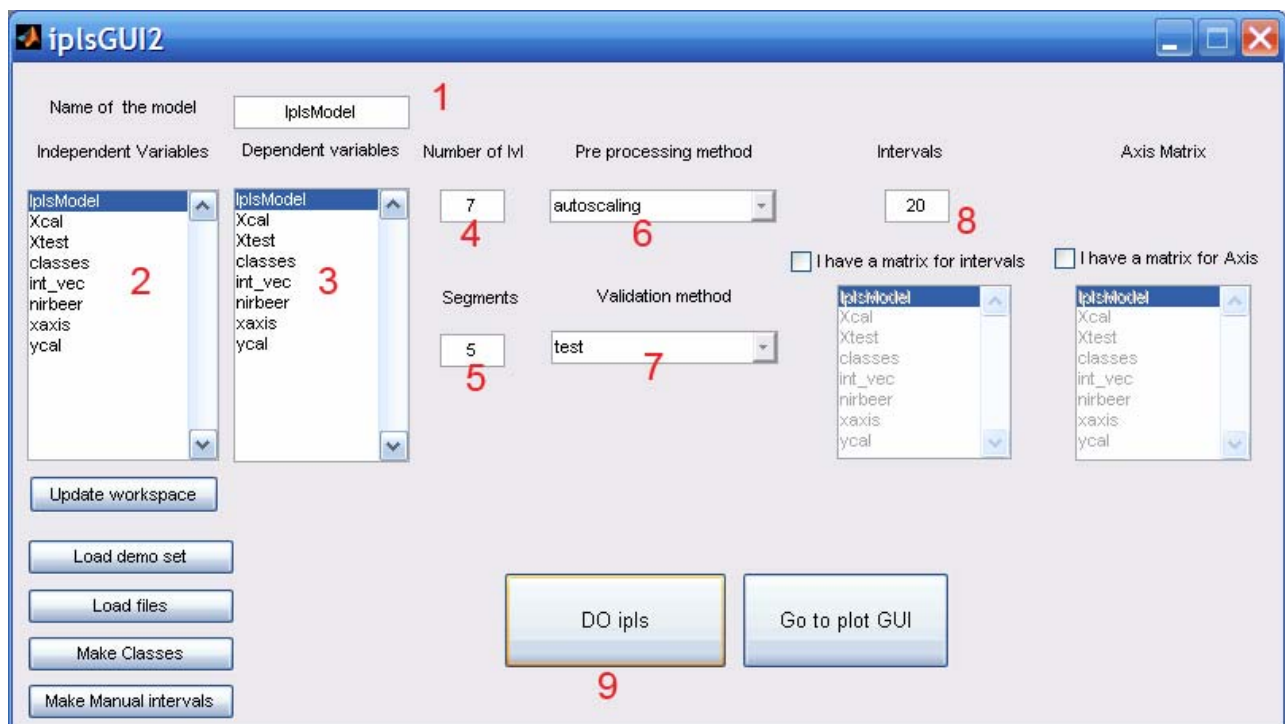 iplsGUI2
Name of the model
IplsModel
1
Independent Variables
Dependent variables
Number of lvl
Pre processing method
Intervals
Axis Matrix
IplsModel
Xcal
Xtest
classes
int_vec
nirbeer
xaxis
ycal
2
IplsModel
Xcal
Xtest
classes
int_vec
nirbeer
xaxis
ycal
3
7
4
autoscaling
6
20
8
I have a matrix for intervals
I have a matrix for Axis
Segments
5
5
Validation method
test
7
IplsModel
Xcal
Xtest
classes
int_vec
nirbeer
xaxis
ycal
IplsModel
Xcal
Xtest
classes
int_vec
nirbeer
xaxis
ycal
Update workspace
Load demo set
Load files
Make Classes
Make Manual intervals
DO ipls
Go to plot GUI
9